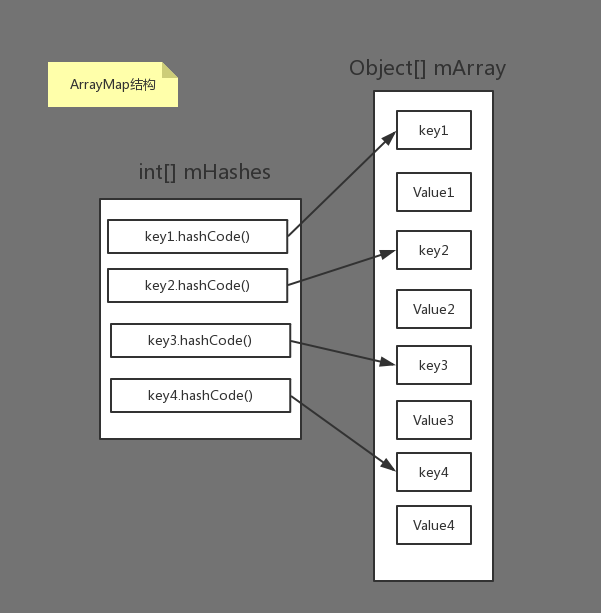 ArrayMap结构
Object[] mArray
int[] mHashes
key1.hashCode()
key2.hashCode()
key3.hashCode()
key4.hashCode()
key1
Value1
key2
Value2
key3
Value3
key4
Value4